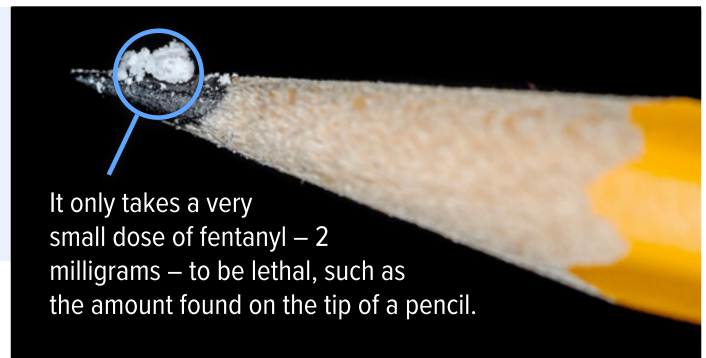 It only takes a very
small dose of fentanyl – 2
milligrams – to be lethal, such as
the amount found on the tip of a pencil.